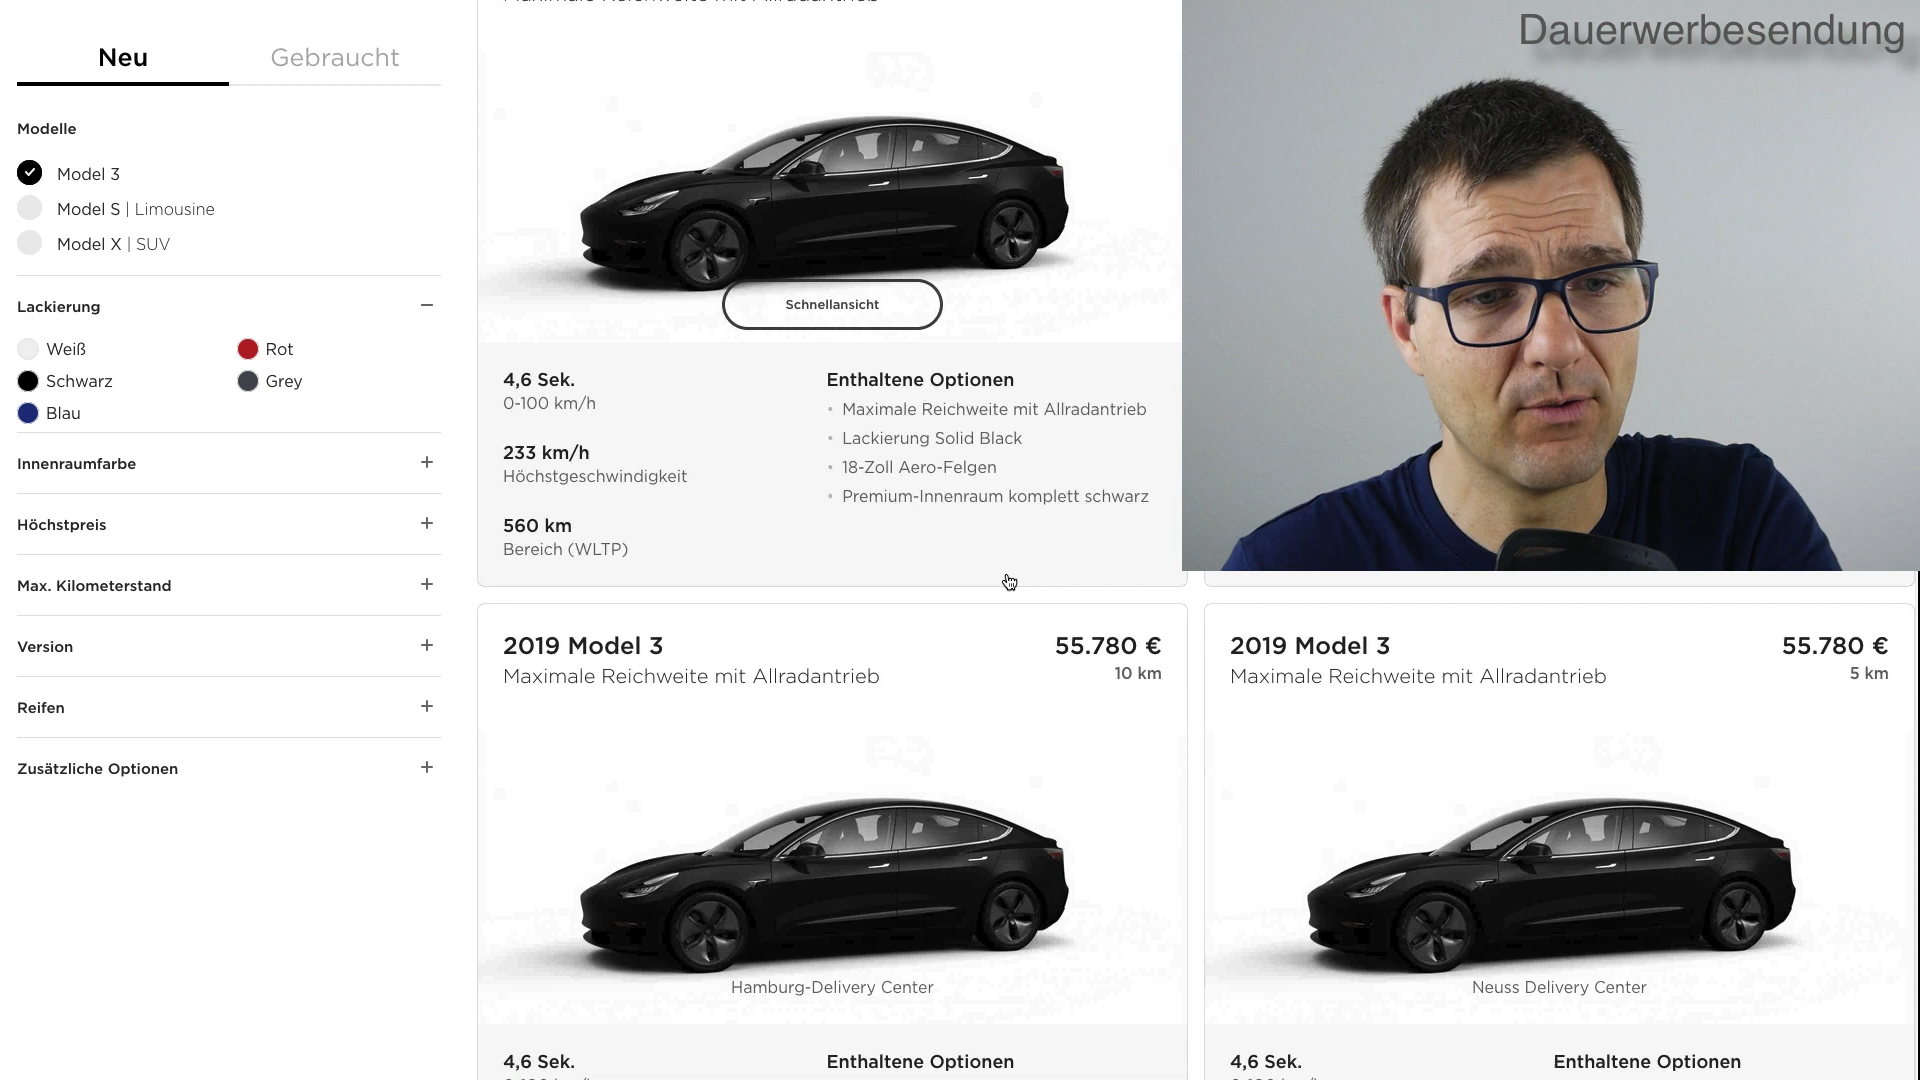 Dauerwerbesendung
Neu
Gebraucht
Modelle
Model 3
Model S | Limousine
Model X | SUV
Lackierung
Weiß
Rot
Schwarz
Grey
Blau
Innenraumfarbe
Höchstpreis
Max. Kilometerstand
Version
Reifen
Zusätzliche Optionen
Maximale Reichweite mit Allradantrieb
Schnellansicht
4,6 Sek.
0-100 km/h
233 km/h
Höchstgeschwindigkeit
560 km
Bereich (WLTP)
Enthaltene Optionen
• Maximale Reichweite mit Allradantrieb
• Lackierung Solid Black
• 18-Zoll Aero-Felgen
• Premium-Innenraum komplett schwarz
2019 Model 3
55.780 €
Maximale Reichweite mit Allradantrieb
10 km
Hamburg-Delivery Center
4,6 Sek.
Enthaltene Optionen
2019 Model 3
55.780 €
Maximale Reichweite mit Allradantrieb
5 km
Neuss Delivery Center
4,6 Sek.
Enthaltene Optionen